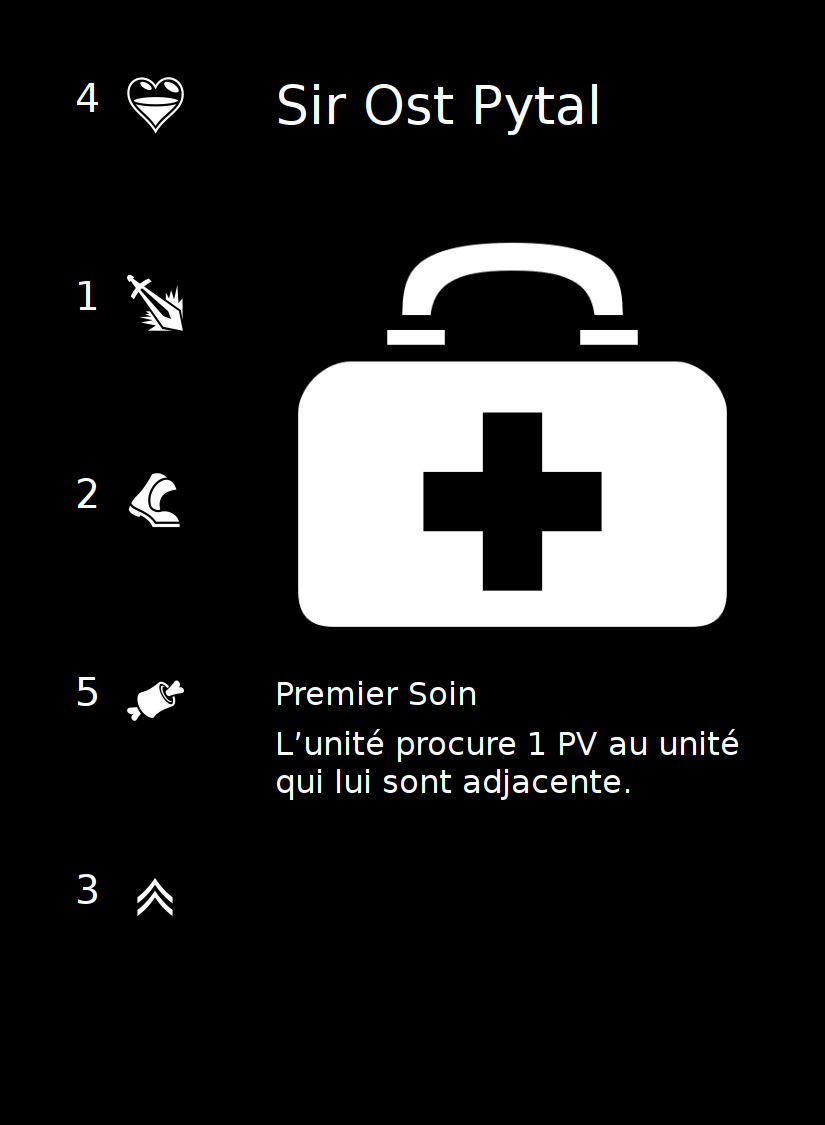 4
Sir Ost Pytal
1
2
5
Premier Soin
L’unité procure 1 PV au unité
qui lui sont adjacente.
3